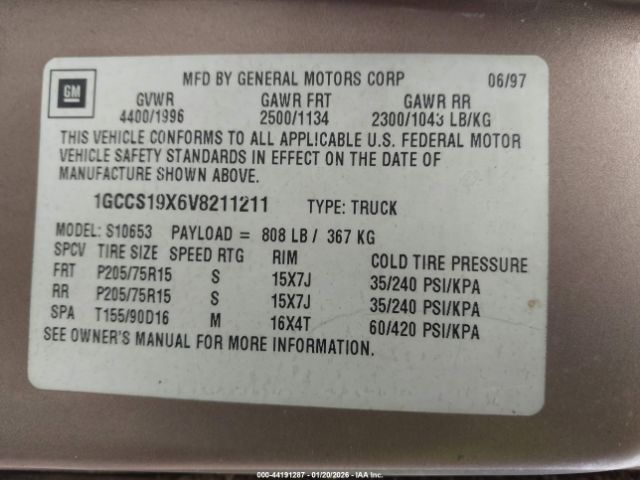 GM
MFD BY GENERAL MOTORS CORP 06/97
GVWR GAWR FRT GAWR RR
4400/1996 2500/1134 2300/1043 LB/KG
THIS VEHICLE CONFORMS TO ALL APPLICABLE U.S. FEDERAL MOTOR
VEHICLE SAFETY STANDARDS IN EFFECT ON THE DATE OF
MANUFACTURE SHOWN ABOVE.
1GCCS19X6V8211211 TYPE: TRUCK
MODEL: S10653 PAYLOAD = 808 LB / 367 KG
SPCV TIRE SIZE SPEED RTG RIM COLD TIRE PRESSURE
FRT P205/75R15 S 15X7J 35/240 PSI/KPA
RR P205/75R15 S 15X7J 35/240 PSI/KPA
SPA T155/90D16 M 16X4T 60/420 PSI/KPA
SEE OWNER'S MANUAL FOR MORE INFORMATION.
000-44191287 - 01/20/2026 - IAA Inc.